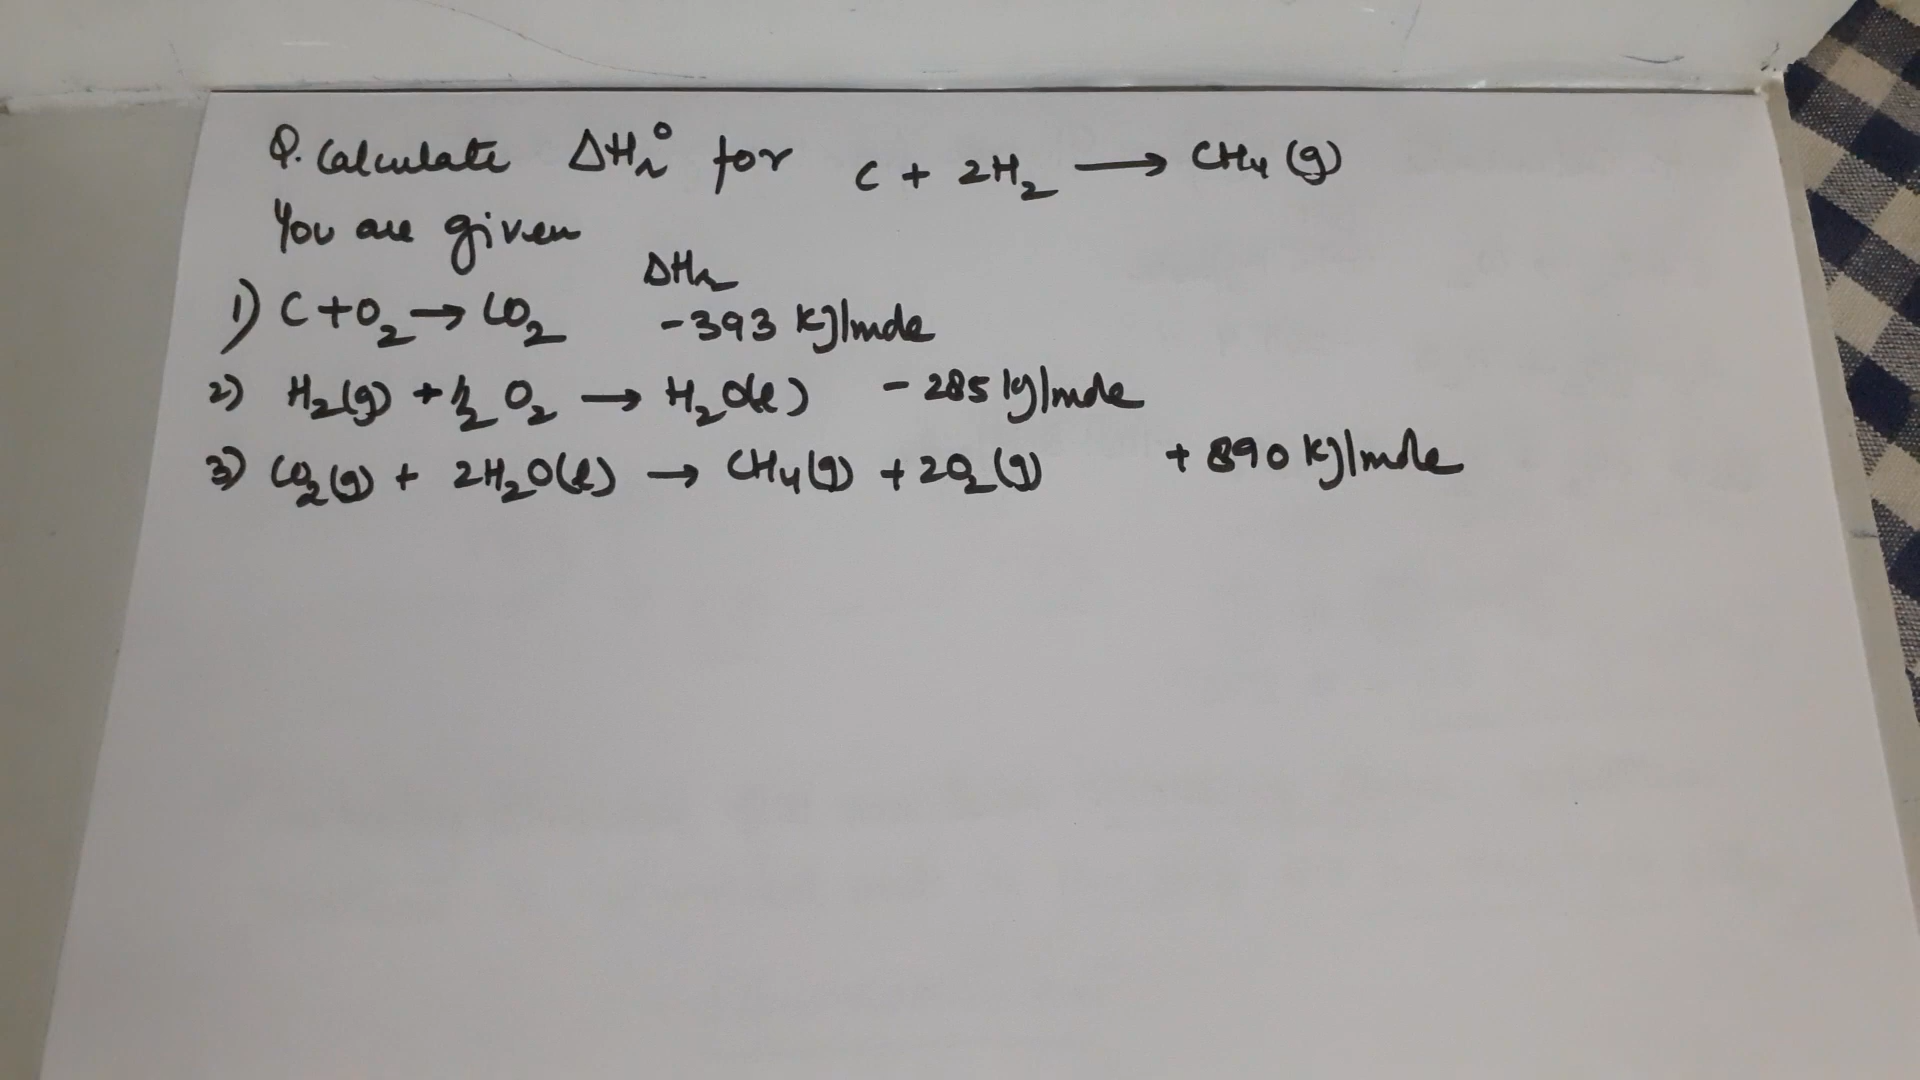 Q. Calculate ΔHr° for C + 2H2 → CH4 (g)
You are given
ΔHr
1) C + O2 → CO2 -393 KJ/mole
2) H2(g) + 1/2 O2 → H2O(l) - 285 KJ/mole
3) CO2(g) + 2H2O(l) → CH4(g) + 2O2(g) + 890 KJ/mole